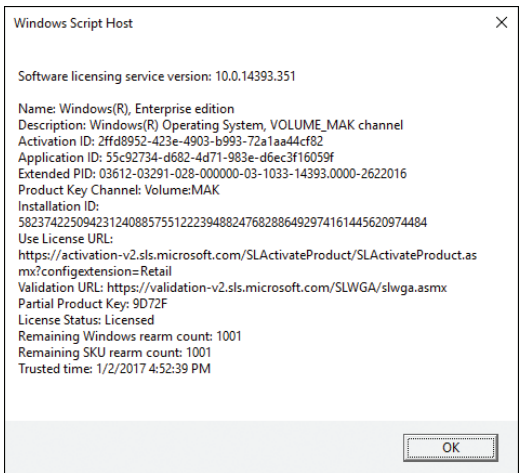 Windows Script Host
Software licensing service version: 10.0.14393.351
Name: Windows(R), Enterprise edition
Description: Windows(R) Operating System, VOLUME_MAK channel
Activation ID: 2ffd8952-423e-4903-b993-72a1aa44cf82
Application ID: 55c92734-d682-4d71-983e-d6ec3f16059f
Extended PID: 03612-03291-028-000000-03-1033-14393.0000-2622016
Product Key Channel: Volume:MAK
Installation ID:
582374225094231240885755122239488247682886492974161445620974484
Use License URL:
https://activation-v2.sls.microsoft.com/SLActivateProduct/SLActivateProduct.as
mx?configextension=Retail
Validation URL: https://validation-v2.sls.microsoft.com/SLWGA/slwga.asmx
Partial Product Key: 9D72F
License Status: Licensed
Remaining Windows rearm count: 1001
Remaining SKU rearm count: 1001
Trusted time: 1/2/2017 4:52:39 PM
OK